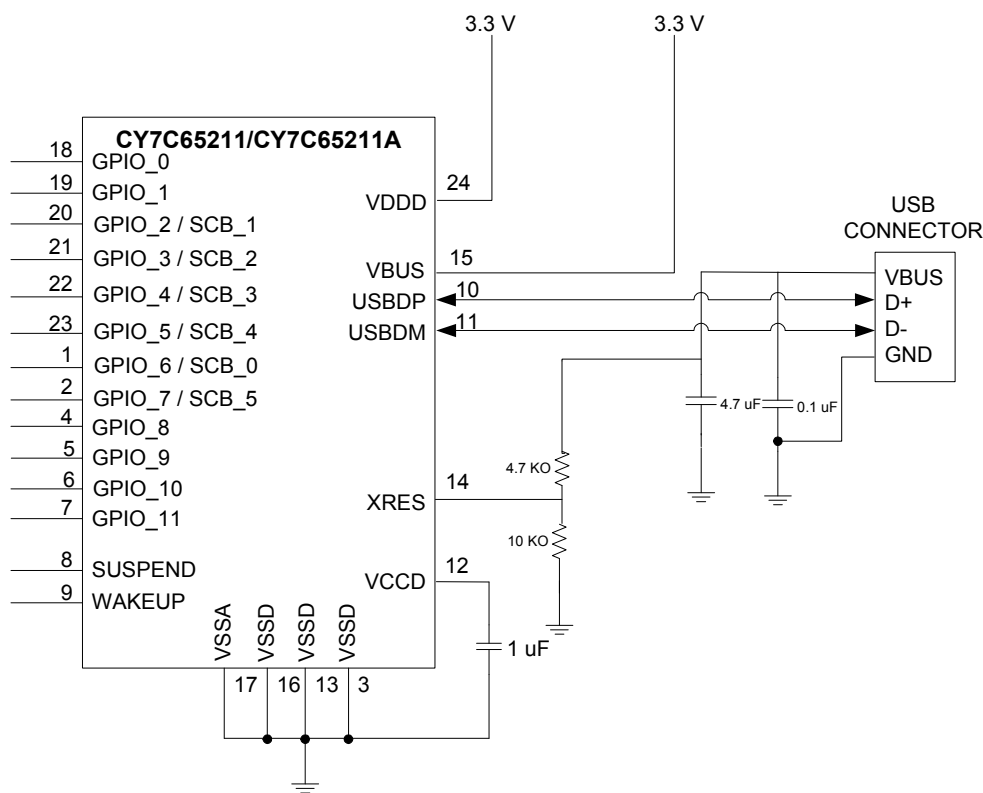 3.3 V
3.3 V
CY7C65211/CY7C65211A
18
GPIO_0
19
GPIO_1
20
GPIO_2 / SCB_1
21
GPIO_3 / SCB_2
22
GPIO_4 / SCB_3
23
GPIO_5 / SCB_4
1
GPIO_6 / SCB_0
2
GPIO_7 / SCB_5
4
GPIO_8
5
GPIO_9
6
GPIO_10
7
GPIO_11
8
SUSPEND
9
WAKEUP
VDDD
24
VBUS
15
USBDP
10
USBDM
11
XRES
14
VCCD
12
VSSA
VSSD
VSSD
VSSD
17
16
13
3
USB
CONNECTOR
VBUS
D+
D-
GND
4.7 uF
0.1 uF
4.7 KO
10 KO
1 uF